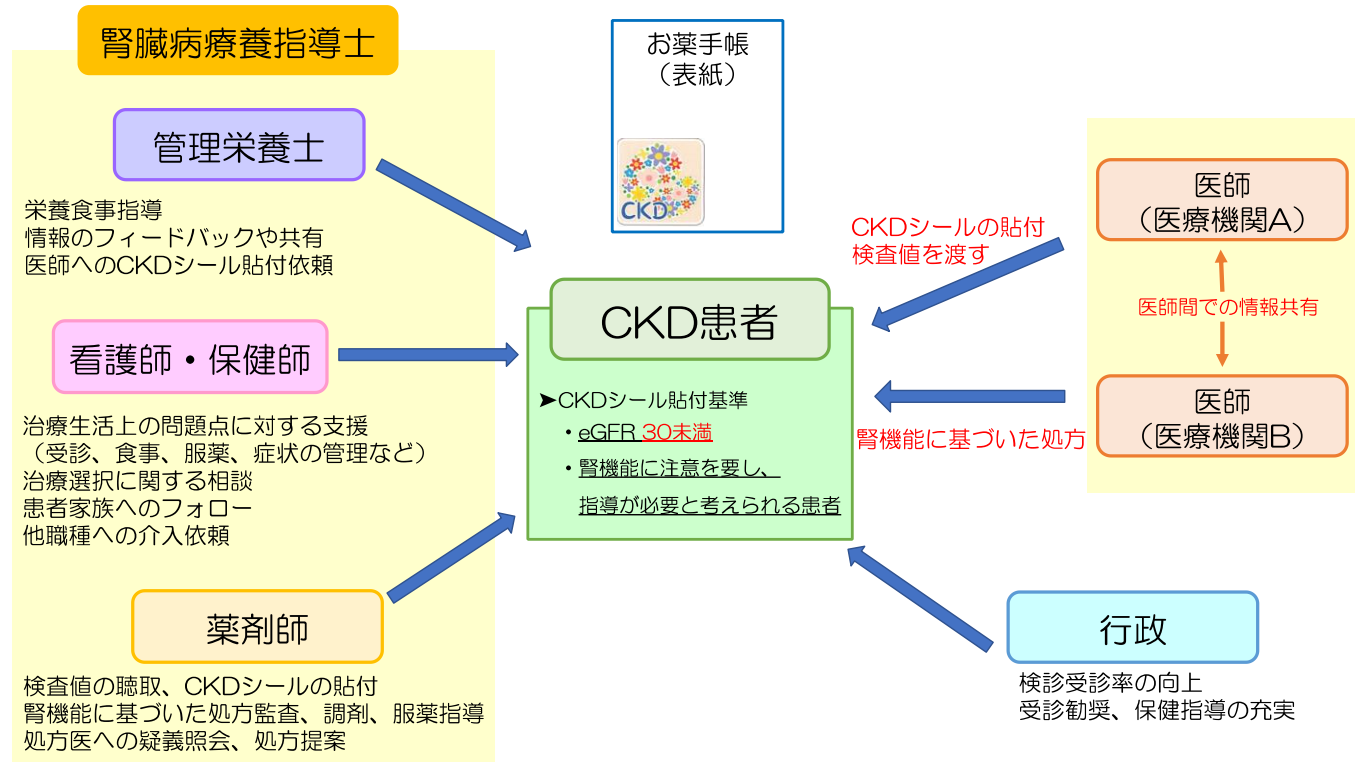 腎臓病療養指導士
管理栄養士
栄養食事指導
情報のフィードバックや共有
医師へのCKDシール貼付依頼
看護師・保健師
治療生活上の問題点に対する支援
（受診、食事、服薬、症状の管理など）
治療選択に関する相談
患者家族へのフォロー
他職種への介入依頼
薬剤師
検査値の聴取、CKDシールの貼付
腎機能に基づいた処方監査、調剤、服薬指導
処方医への疑義照会、処方提案
お薬手帳
（表紙）
CKD
CKD患者
➤CKDシール貼付基準
・eGFR 30未満
・腎機能に注意を要し、
指導が必要と考えられる患者
CKDシールの貼付
検査値を渡す
腎機能に基づいた処方
医師
（医療機関A）
医師間での情報共有
医師
（医療機関B）
行政
検診受診率の向上
受診勧奨、保健指導の充実